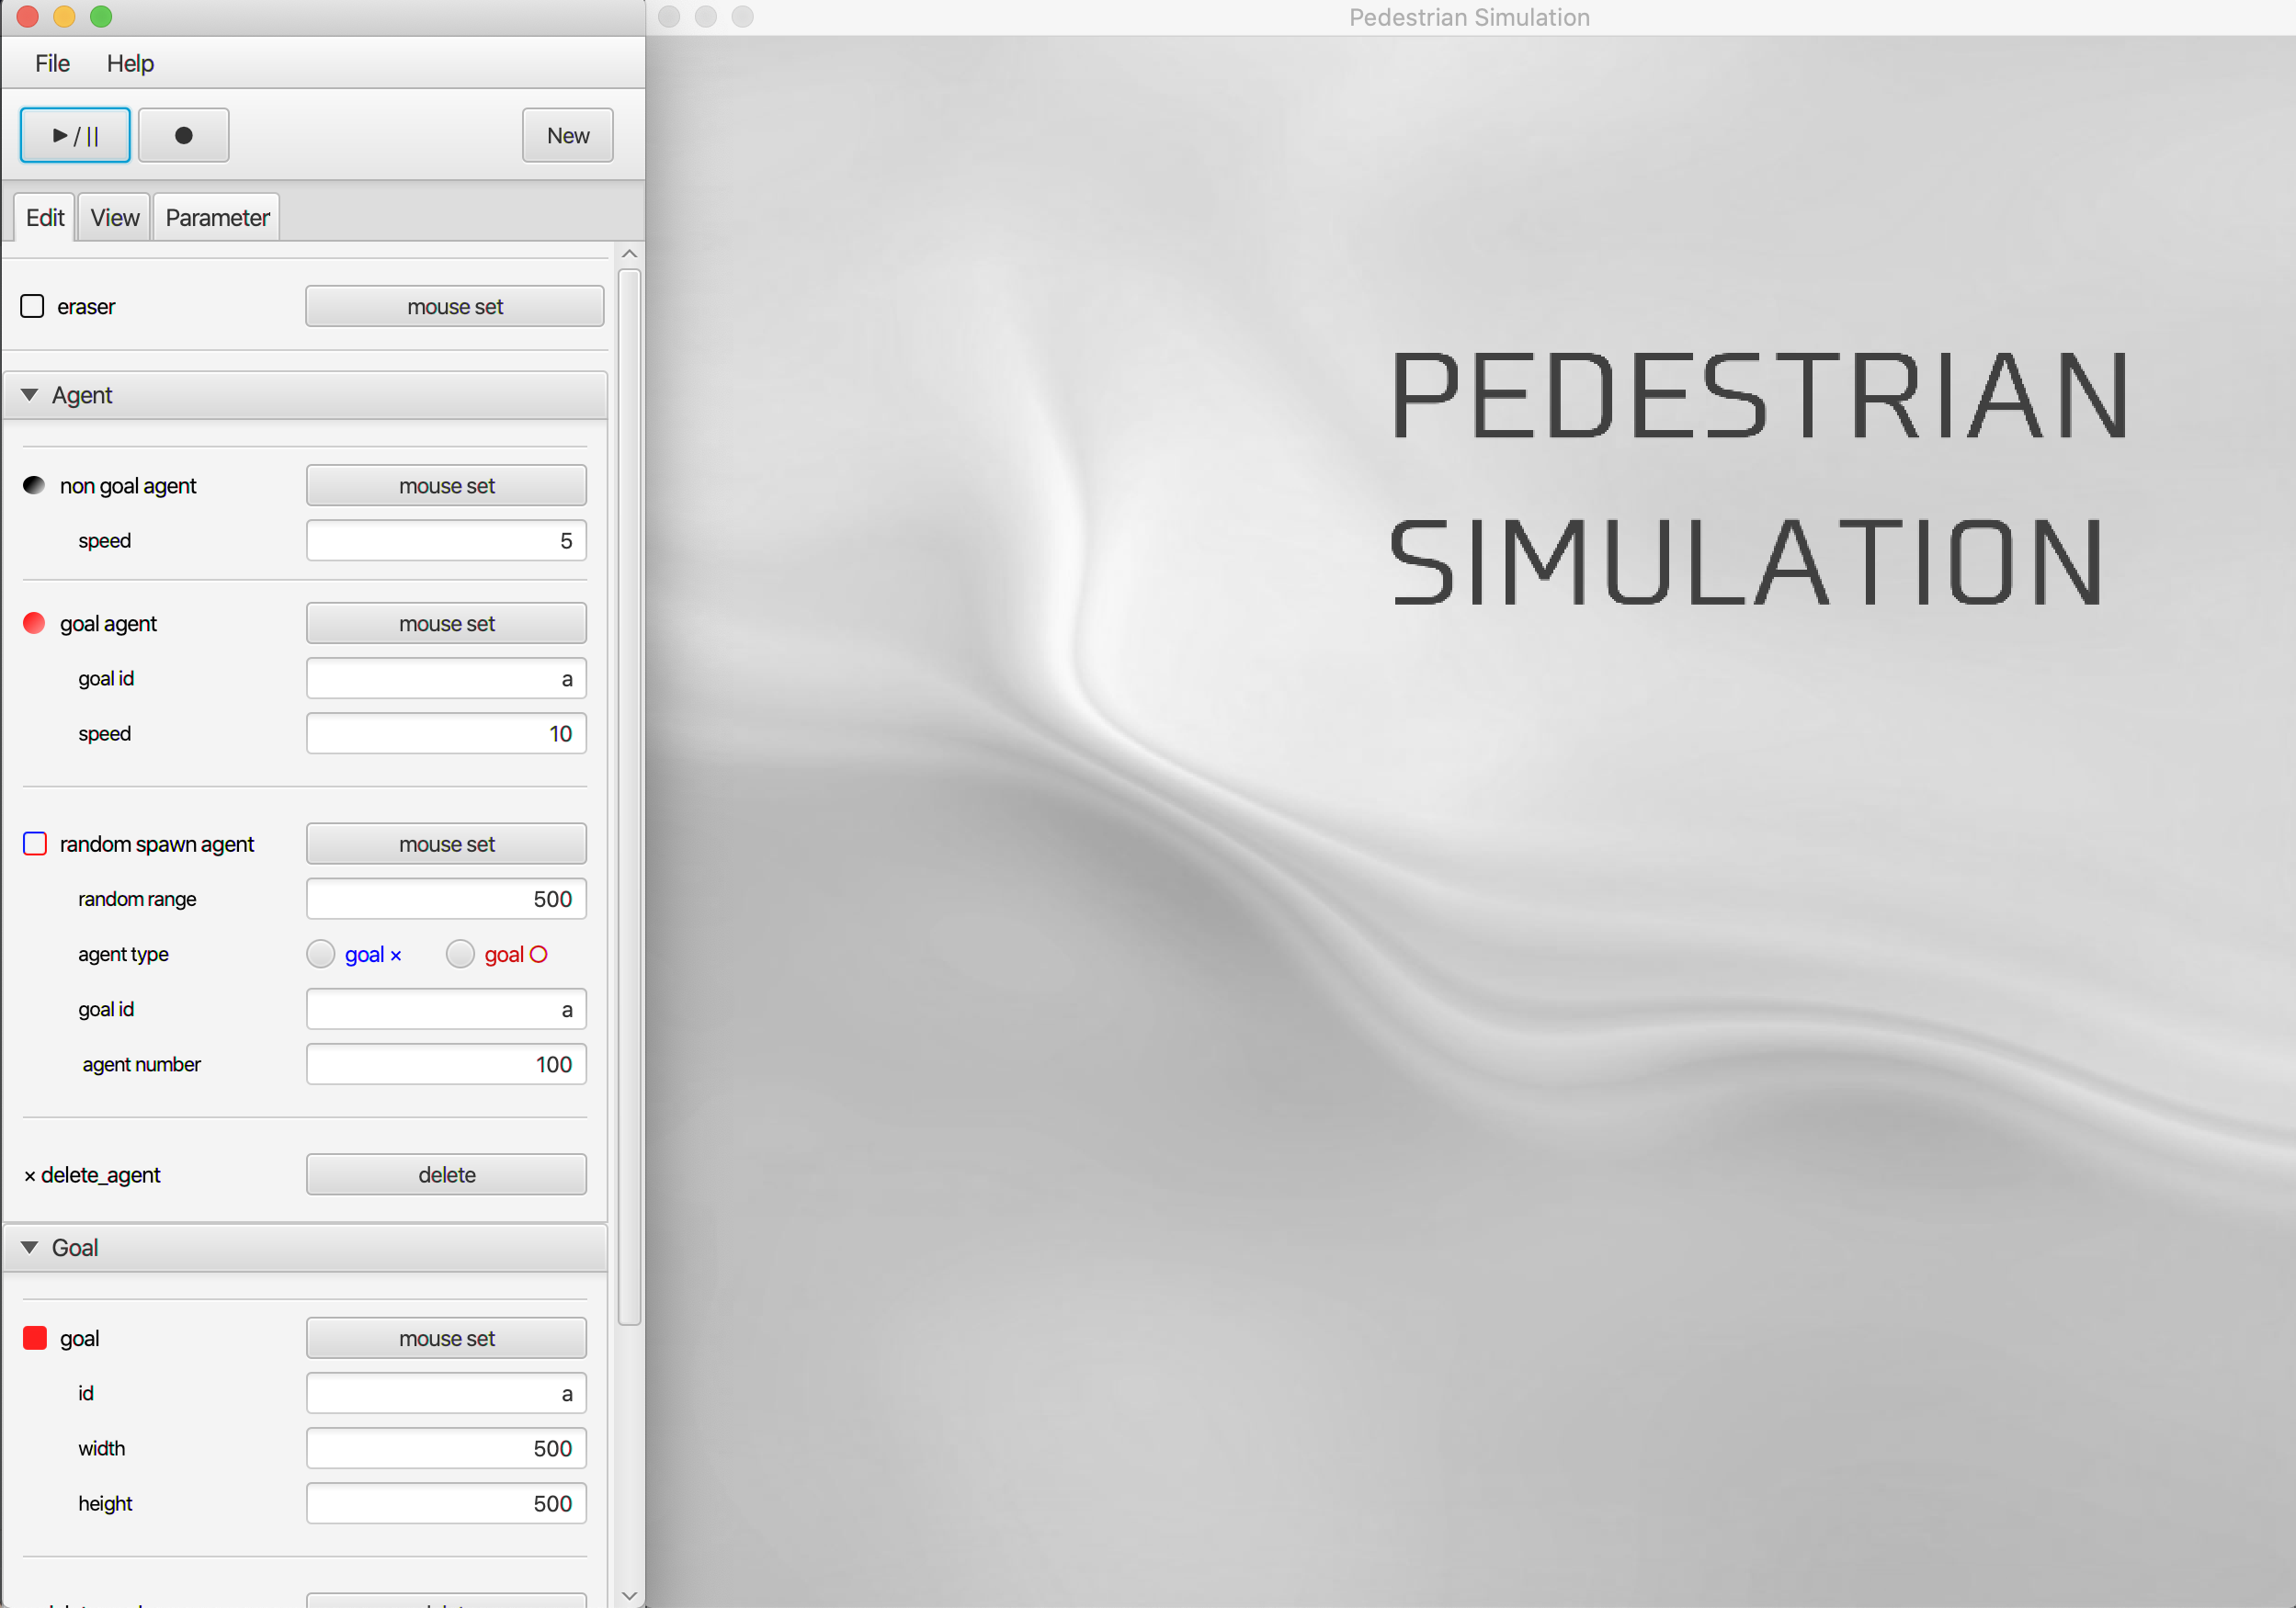 Pedestrian Simulation
File Help
▶ / || ● New
Edit View Parameter
eraser mouse set
Agent
non goal agent mouse set
speed 5
goal agent mouse set
goal id a
speed 10
random spawn agent mouse set
random range 500
agent type goal × goal ○
goal id a
agent number 100
× delete_agent delete
Goal
goal mouse set
id a
width 500
height 500
PEDESTRIAN
SIMULATION